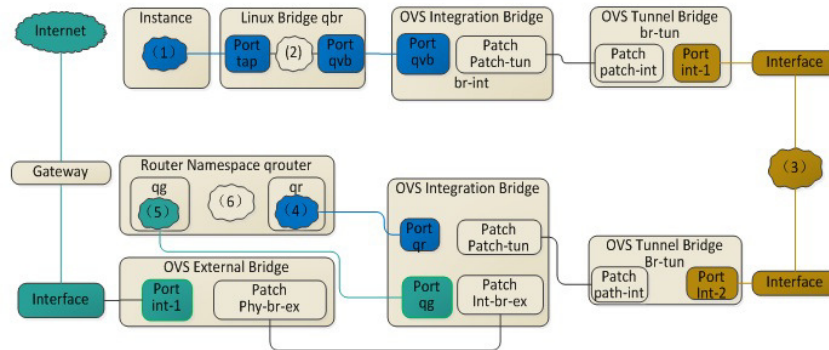 Internet
Instance
(1)
Linux Bridge qbr
Port
tap
(2)
Port
qvb
OVS Integration Bridge
Port
qvb
Patch
Patch-tun
br-int
OVS Tunnel Bridge
br-tun
Patch
patch-int
Port
int-1
Interface
Gateway
Router Namespace qrouter
qg
(5)
(6)
qr
(4)
OVS Integration Bridge
Port
qr
Patch
Patch-tun
Port
qg
Patch
Int-br-ex
(3)
OVS Tunnel Bridge
Br-tun
Patch
path-int
Port
Int-2
Interface
Interface
OVS External Bridge
Port
int-1
Patch
Phy-br-ex